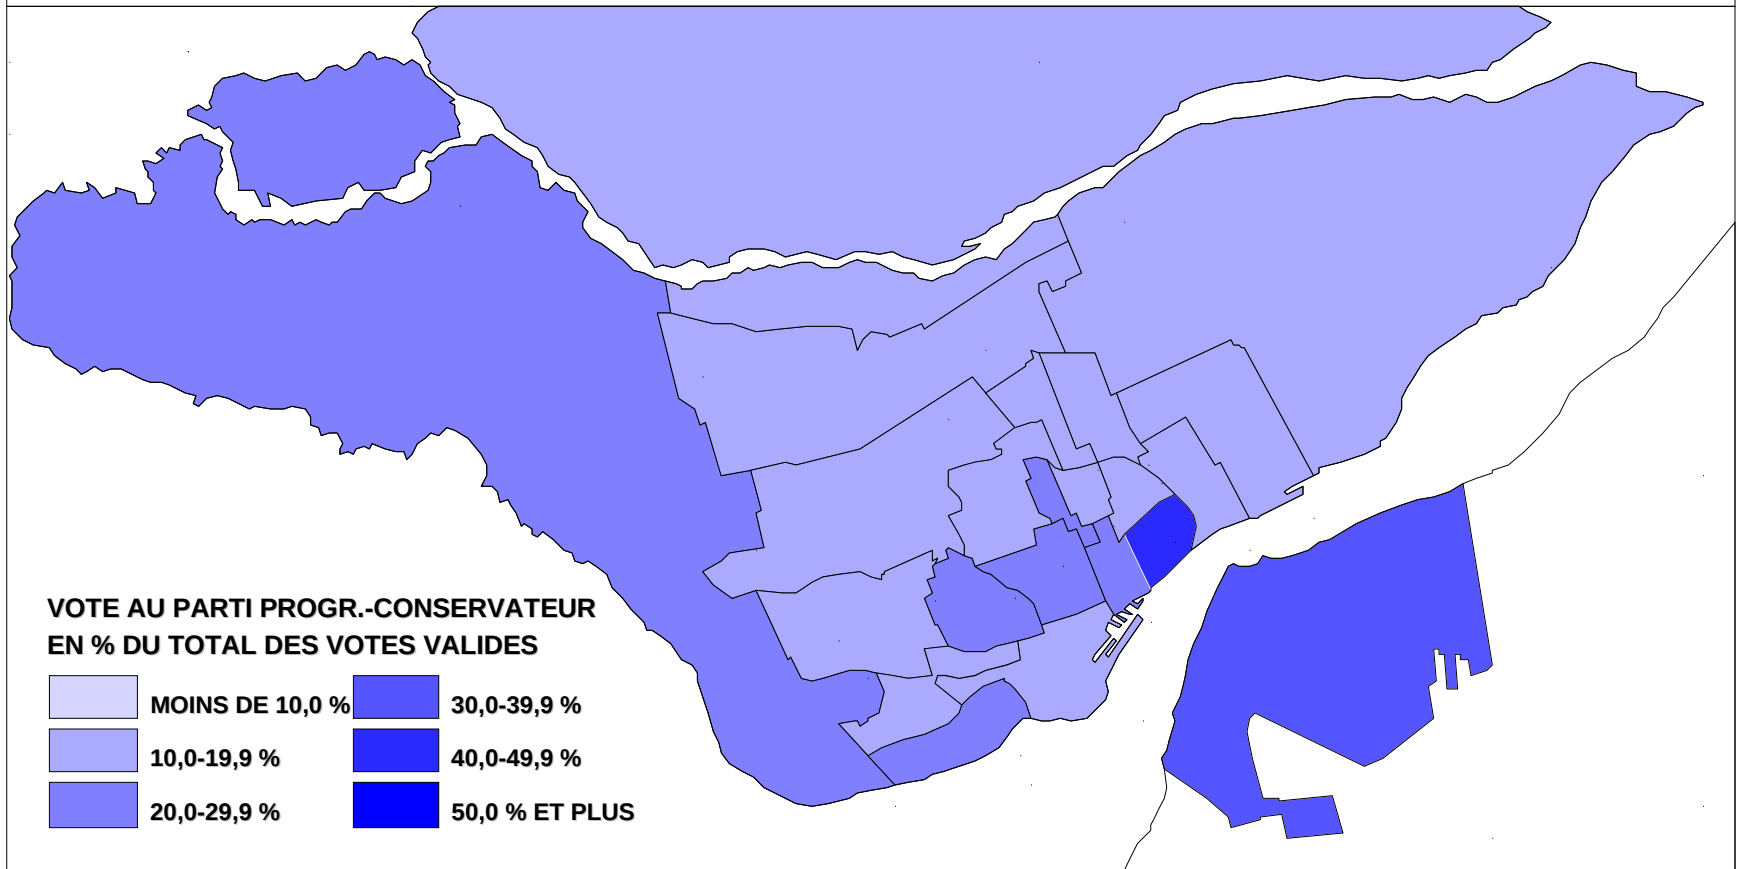 VOTE AU PARTI PROGR.-CONSERVATEUR
EN % DU TOTAL DES VOTES VALIDES
MOINS DE 10,0 %
10,0-19,9 %
20,0-29,9 %
30,0-39,9 %
40,0-49,9 %
50,0 % ET PLUS